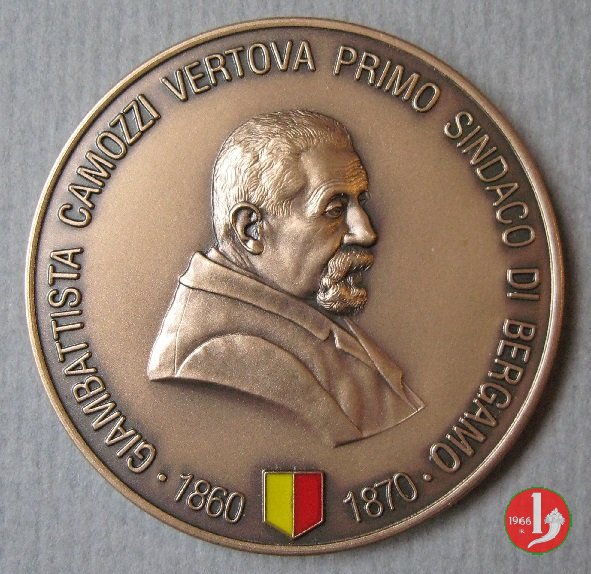 · GIAMBATTISTA CAMOZZI VERTOVA PRIMO SINDACO DI BERGAMO ·
1860 1870
1966